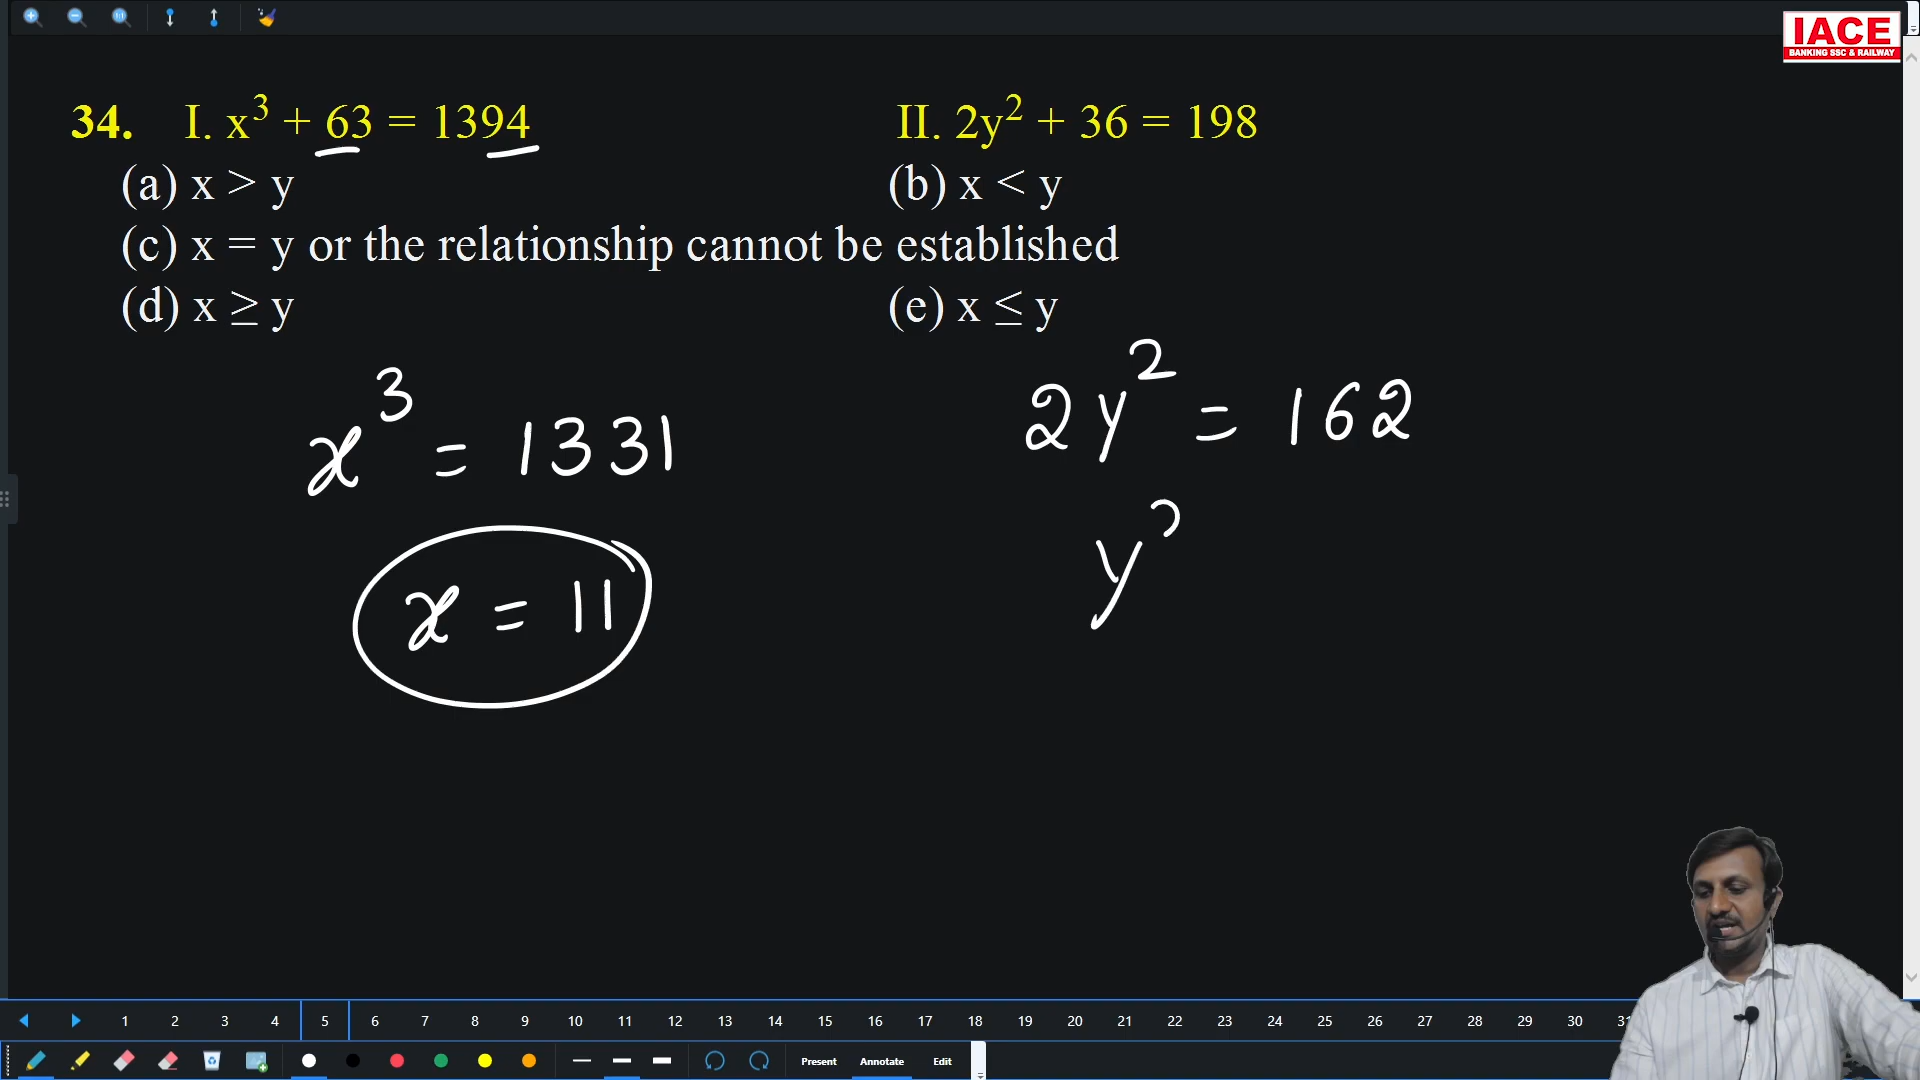 IACE
BANKING SSC & RAILWAY
34. I. x³ + 63 = 1394
II. 2y² + 36 = 198
(a) x > y
(b) x < y
(c) x = y or the relationship cannot be established
(d) x ≥ y
(e) x ≤ y
x³ = 1331
x = 11
2y² = 162
y²
1 2 3 4 5 6 7 8 9 10 11 12 13 14 15 16 17 18 19 20 21 22 23 24 25 26 27 28 29 30 31
Present Annotate Edit